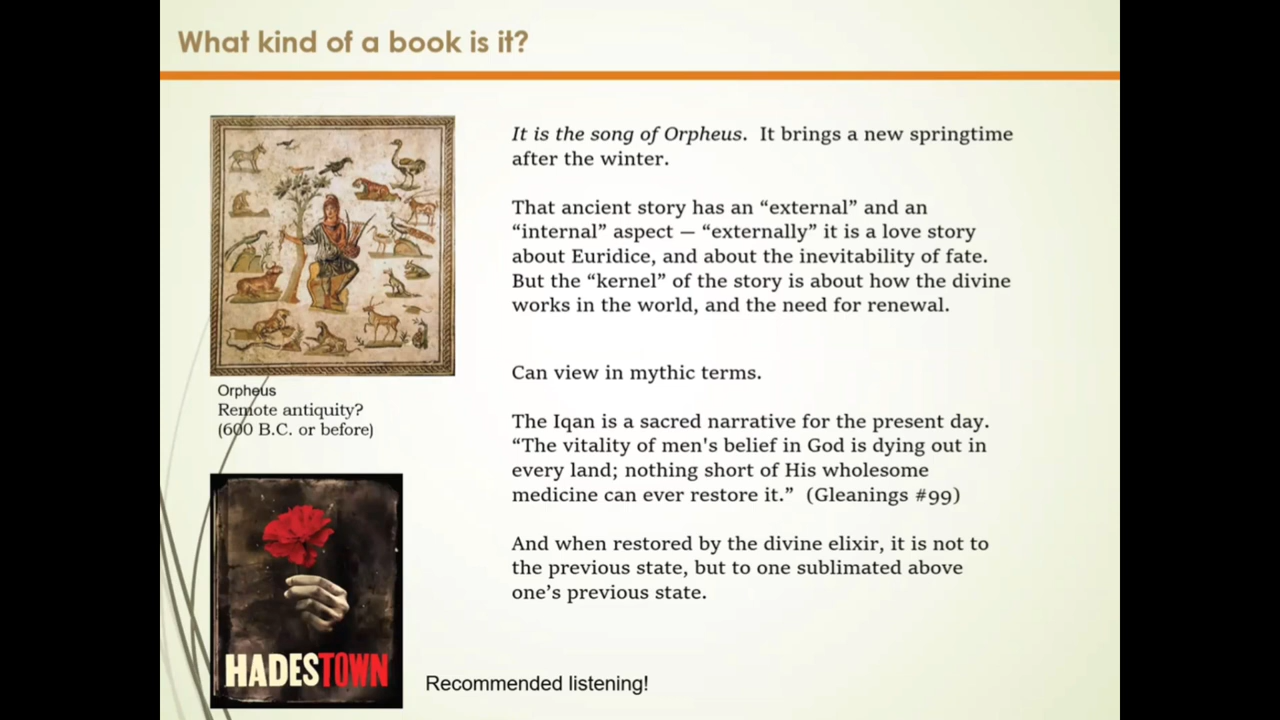 What kind of a book is it?
It is the song of Orpheus. It brings a new springtime
after the winter.
That ancient story has an “external” and an
“internal” aspect — “externally” it is a love story
about Euridice, and about the inevitability of fate.
But the “kernel” of the story is about how the divine
works in the world, and the need for renewal.
Can view in mythic terms.
The Iqan is a sacred narrative for the present day.
“The vitality of men's belief in God is dying out in
every land; nothing short of His wholesome
medicine can ever restore it.” (Gleanings #99)
And when restored by the divine elixir, it is not to
the previous state, but to one sublimated above
one’s previous state.
Orpheus
Remote antiquity?
(600 B.C. or before)
HADESTOWN
Recommended listening!